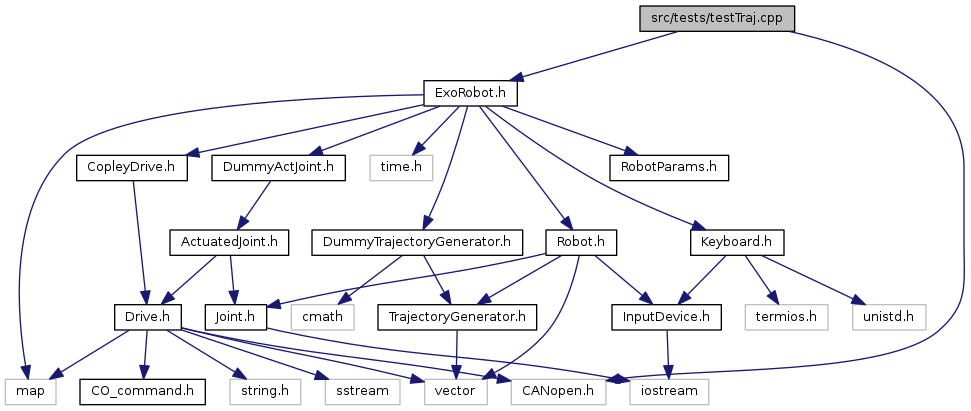 src/tests/testTraj.cpp
ExoRobot.h
CopleyDrive.h
DummyActJoint.h
time.h
RobotParams.h
ActuatedJoint.h
DummyTrajectoryGenerator.h
Robot.h
Keyboard.h
Drive.h
Joint.h
cmath
TrajectoryGenerator.h
InputDevice.h
termios.h
unistd.h
map
CO_command.h
string.h
sstream
vector
CANopen.h
iostream